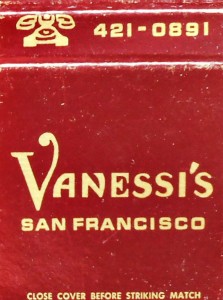 421-0891
VANESSI'S
SAN FRANCISCO
CLOSE COVER BEFORE STRIKING MATCH